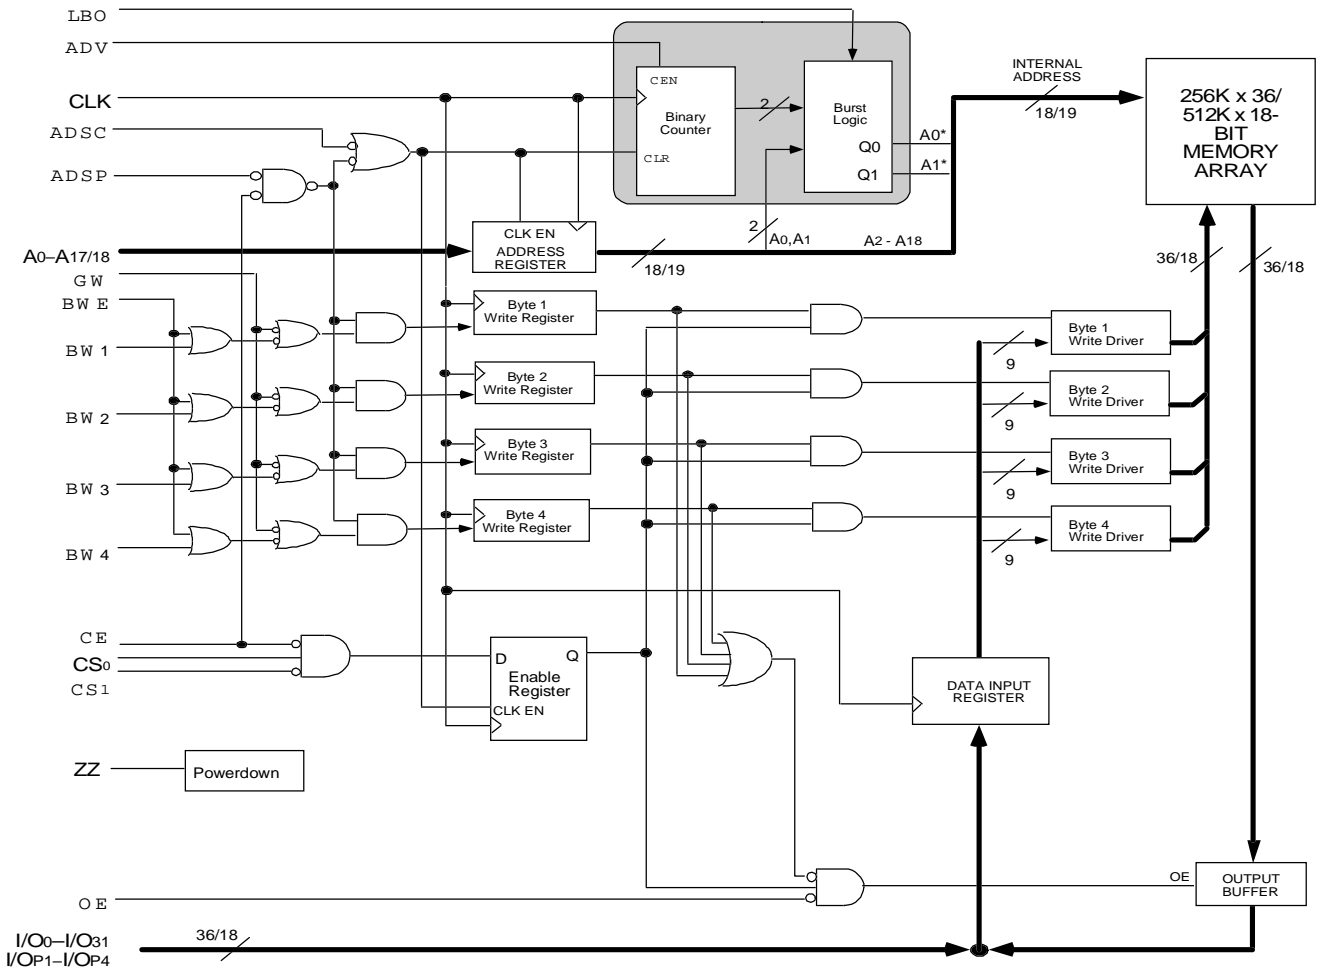 LBO
ADV
CLK
ADSC
ADSP
A0–A17/18
GW
BWE
BW1
BW2
BW3
BW4
CE
CS0
CS1
ZZ
Powerdown
OE
I/O0–I/O31
I/OP1–I/OP4
36/18
CEN
Binary
Counter
CLR
2
Burst
Logic
Q0
Q1
A0*
A1*
2
A0,A1
A2 - A18
INTERNAL
ADDRESS
18/19
256K x 36/
512K x 18-
BIT
MEMORY
ARRAY
CLK EN
ADDRESS
REGISTER
18/19
36/18
36/18
Byte 1
Write Register
Byte 2
Write Register
Byte 3
Write Register
Byte 4
Write Register
9
Byte 1
Write Driver
9
Byte 2
Write Driver
9
Byte 3
Write Driver
9
Byte 4
Write Driver
D
Q
Enable
Register
CLK EN
DATA INPUT
REGISTER
OE
OUTPUT
BUFFER